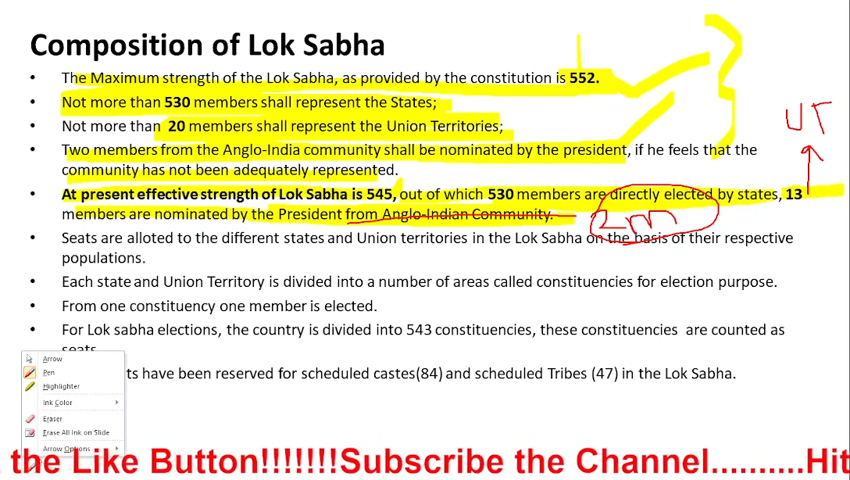 Composition of Lok Sabha
• The Maximum strength of the Lok Sabha, as provided by the constitution is 552.
• Not more than 530 members shall represent the States;
• Not more than 20 members shall represent the Union Territories;
UT
• Two members from the Anglo-India community shall be nominated by the president, if he feels that the
community has not been adequately represented.
• At present effective strength of Lok Sabha is 545, out of which 530 members are directly elected by states, 13
members are nominated by the President from Anglo-Indian Community.
2m
• Seats are alloted to the different states and Union territories in the Lok Sabha on the basis of their respective
populations.
• Each state and Union Territory is divided into a number of areas called constituencies for election purpose.
• From one constituency one member is elected.
• For Lok sabha elections, the country is divided into 543 constituencies, these constituencies are counted as
seats
have been reserved for scheduled castes(84) and scheduled Tribes (47) in the Lok Sabha.
Arrow
Pen
Highlighter
Ink Color
Eraser
Erase All Ink on Slide
Arrow Options
the Like Button!!!!!!!Subscribe the Channel..........Hit